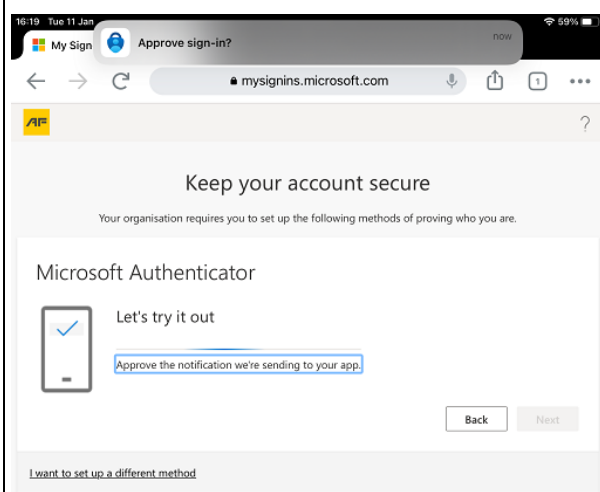 16:19 Tue 11 Jan
59%
My Sign
Approve sign-in?
now
mysignins.microsoft.com
1
AF
?
Keep your account secure
Your organisation requires you to set up the following methods of proving who you are.
Microsoft Authenticator
Let's try it out
Approve the notification we're sending to your app.
Back
Next
I want to set up a different method